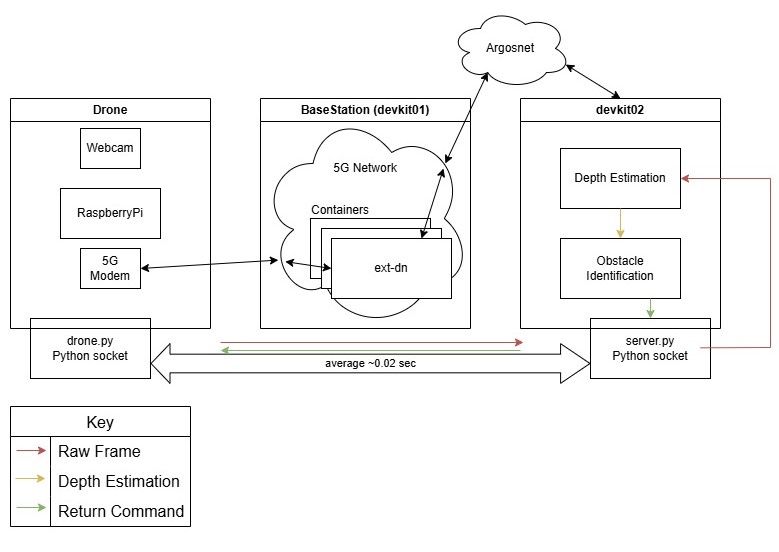 Argosnet
Drone
BaseStation (devkit01)
devkit02
Webcam
RaspberryPi
5G
Modem
5G Network
Containers
ext-dn
Depth Estimation
Obstacle
Identification
drone.py
Python socket
average ~0.02 sec
server.py
Python socket
Key
Raw Frame
Depth Estimation
Return Command